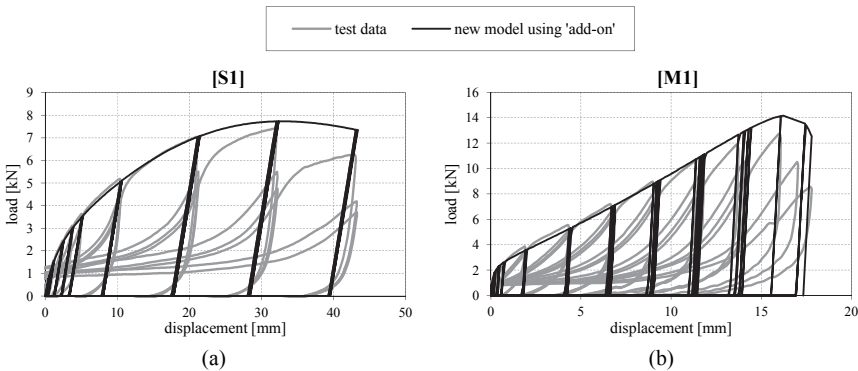 test data
new model using 'add-on'
[S1]
[M1]
load [kN]
9
8
7
6
5
4
3
2
1
0
0 10 20 30 40 50
displacement [mm]
load [kN]
16
14
12
10
8
6
4
2
0
0 5 10 15 20
displacement [mm]
(a)
(b)